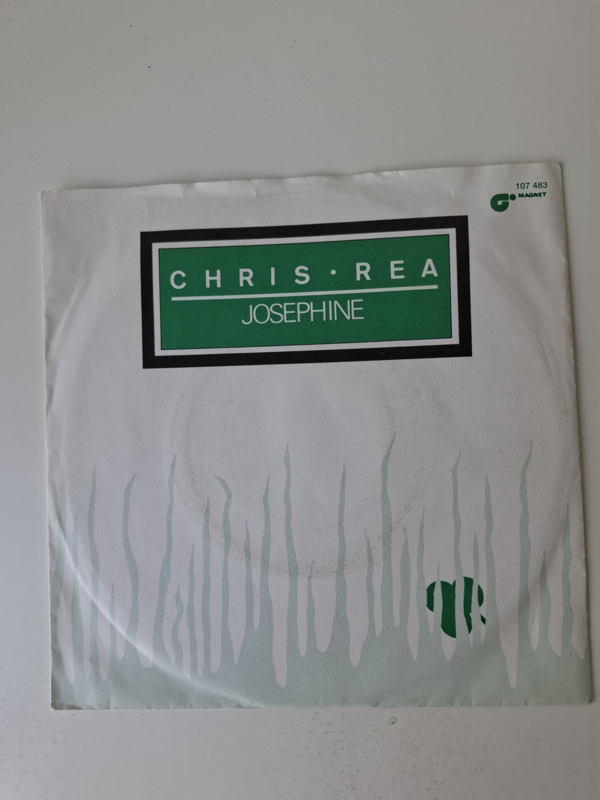 107 483
MAGNET
CHRIS · REA
JOSEPHINE